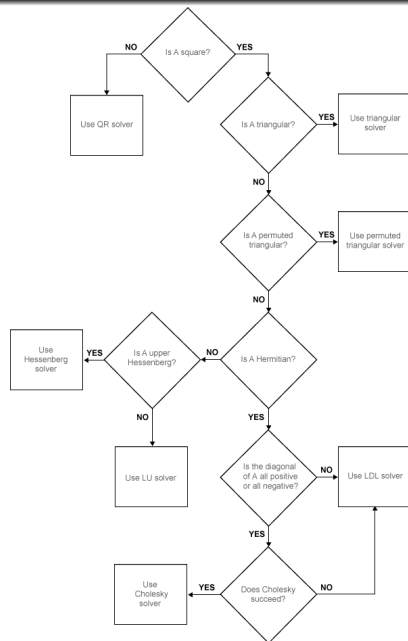 Is A square?
NO
YES
Use QR solver
Is A triangular?
YES
Use triangular
solver
NO
Is A permuted
triangular?
YES
Use permuted
triangular solver
NO
Is A Hermitian?
NO
Is A upper
Hessenberg?
YES
Use
Hessenberg
solver
NO
Use LU solver
YES
Is the diagonal
of A all positive
or all negative?
NO
Use LDL solver
YES
Does Cholesky
succeed?
YES
Use
Cholesky
solver
NO